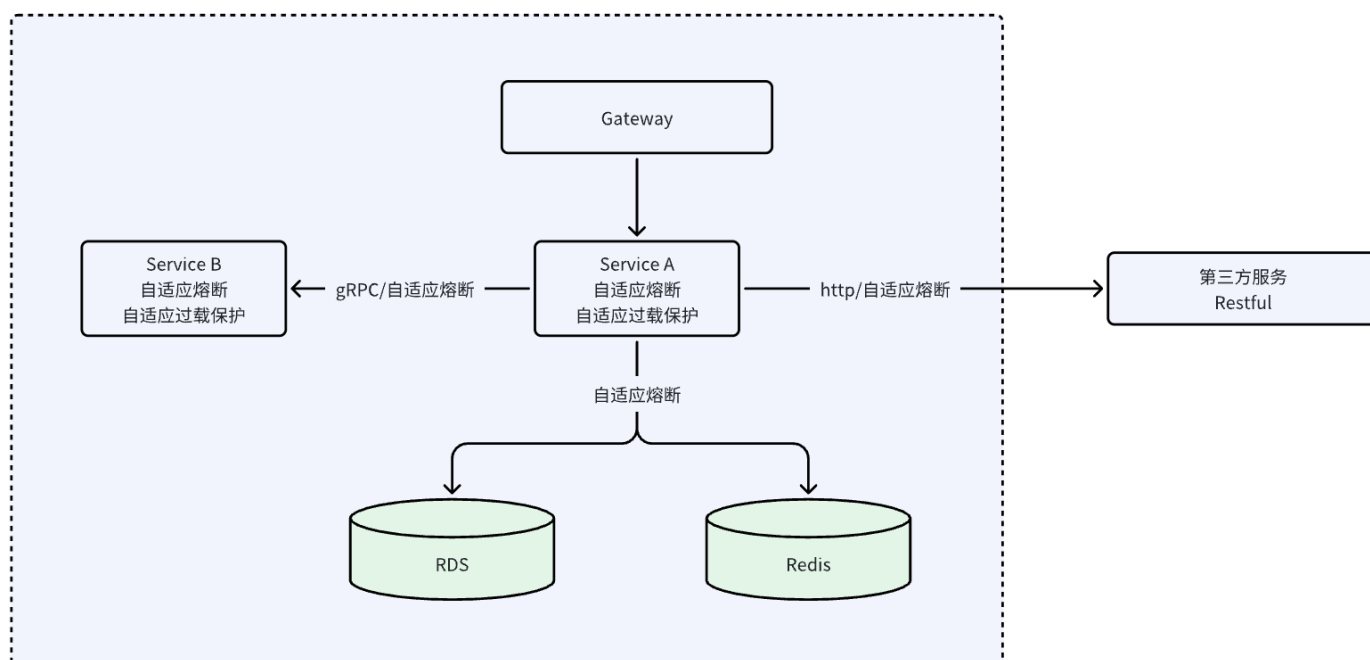 Gateway
Service B
自适应熔断
自适应过载保护
gRPC/自适应熔断
Service A
自适应熔断
自适应过载保护
http/自适应熔断
第三方服务
Restful
自适应熔断
RDS
Redis